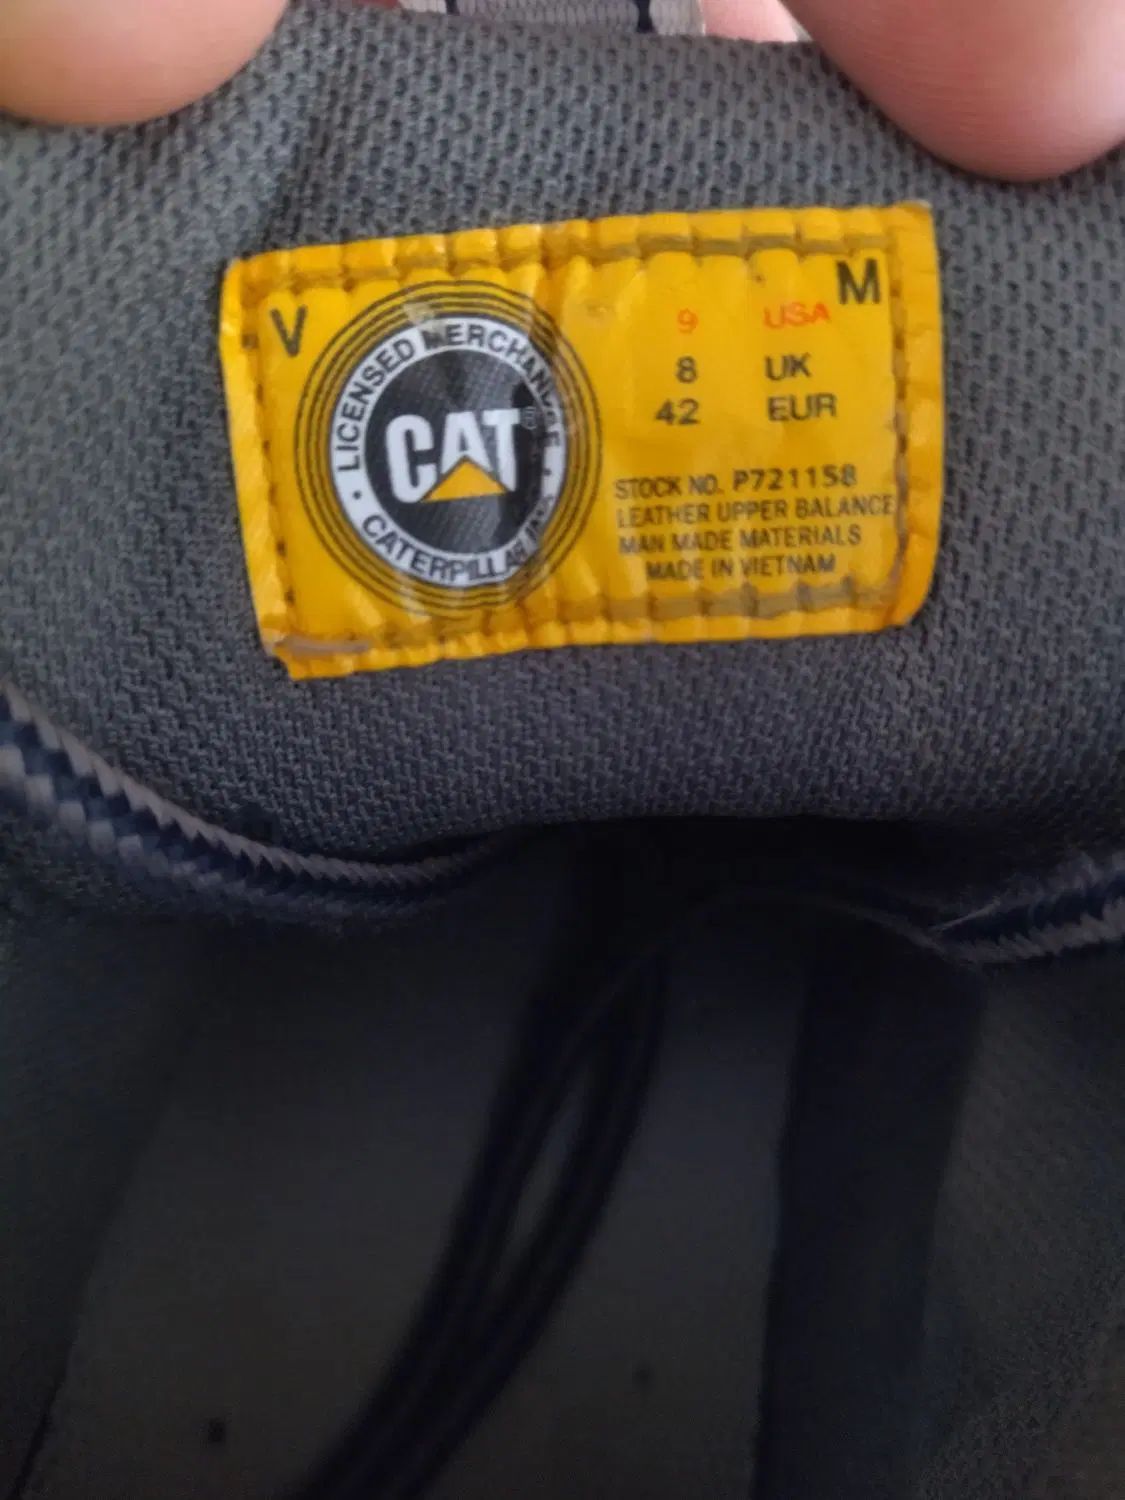 V
M
LICENSED MERCHANDISE
CAT®
CATERPILLAR
9 USA
8 UK
42 EUR
STOCK NO. P721158
LEATHER UPPER BALANCE
MAN MADE MATERIALS
MADE IN VIETNAM